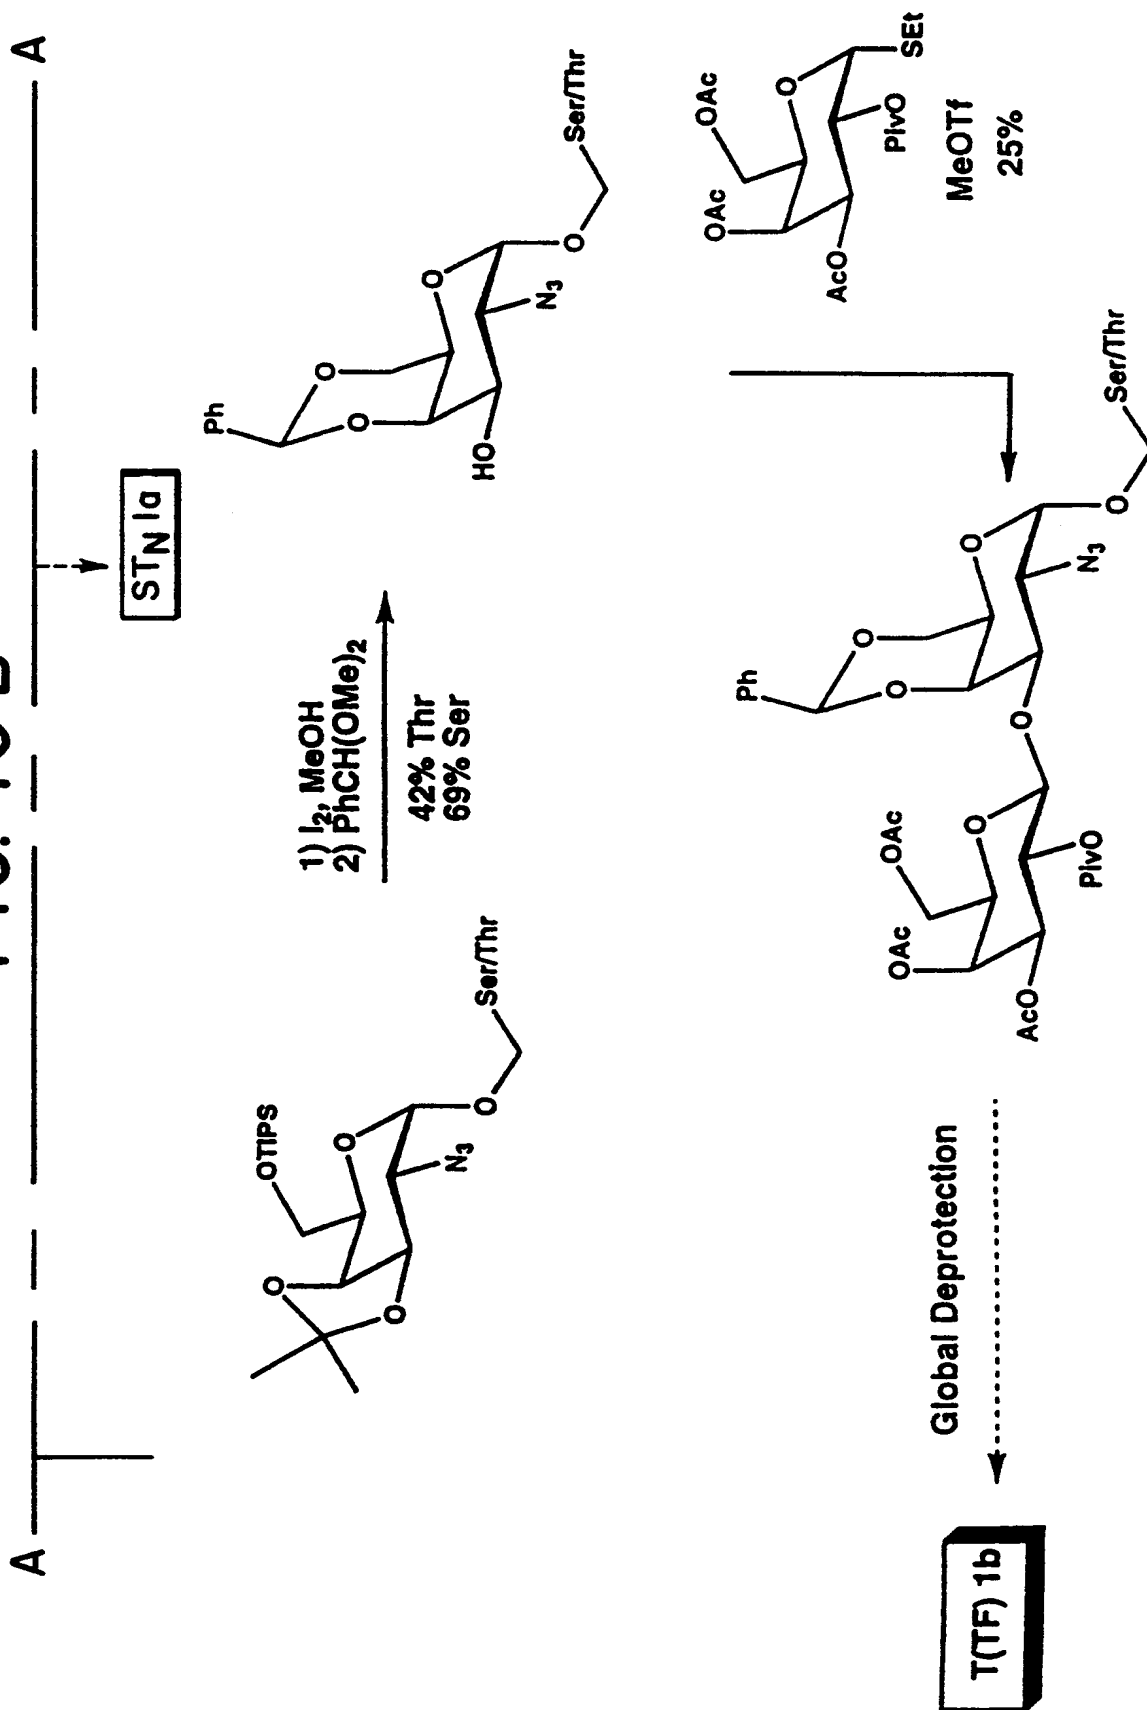 A A
STN Ia
OTIPS
O
O
O
N3
O
Ser/Thr
1) I2, MeOH
2) PhCH(OMe)2
42% Thr
69% Ser
Ph
O
O
O
HO
N3
O
Ser/Thr
OAc
OAc
O
AcO
PivO
SEt
MeOTf
25%
Ph
O
O
O
OAc
OAc
O
O
N3
O
Ser/Thr
AcO
PivO
Global Deprotection
T(TF) 1b